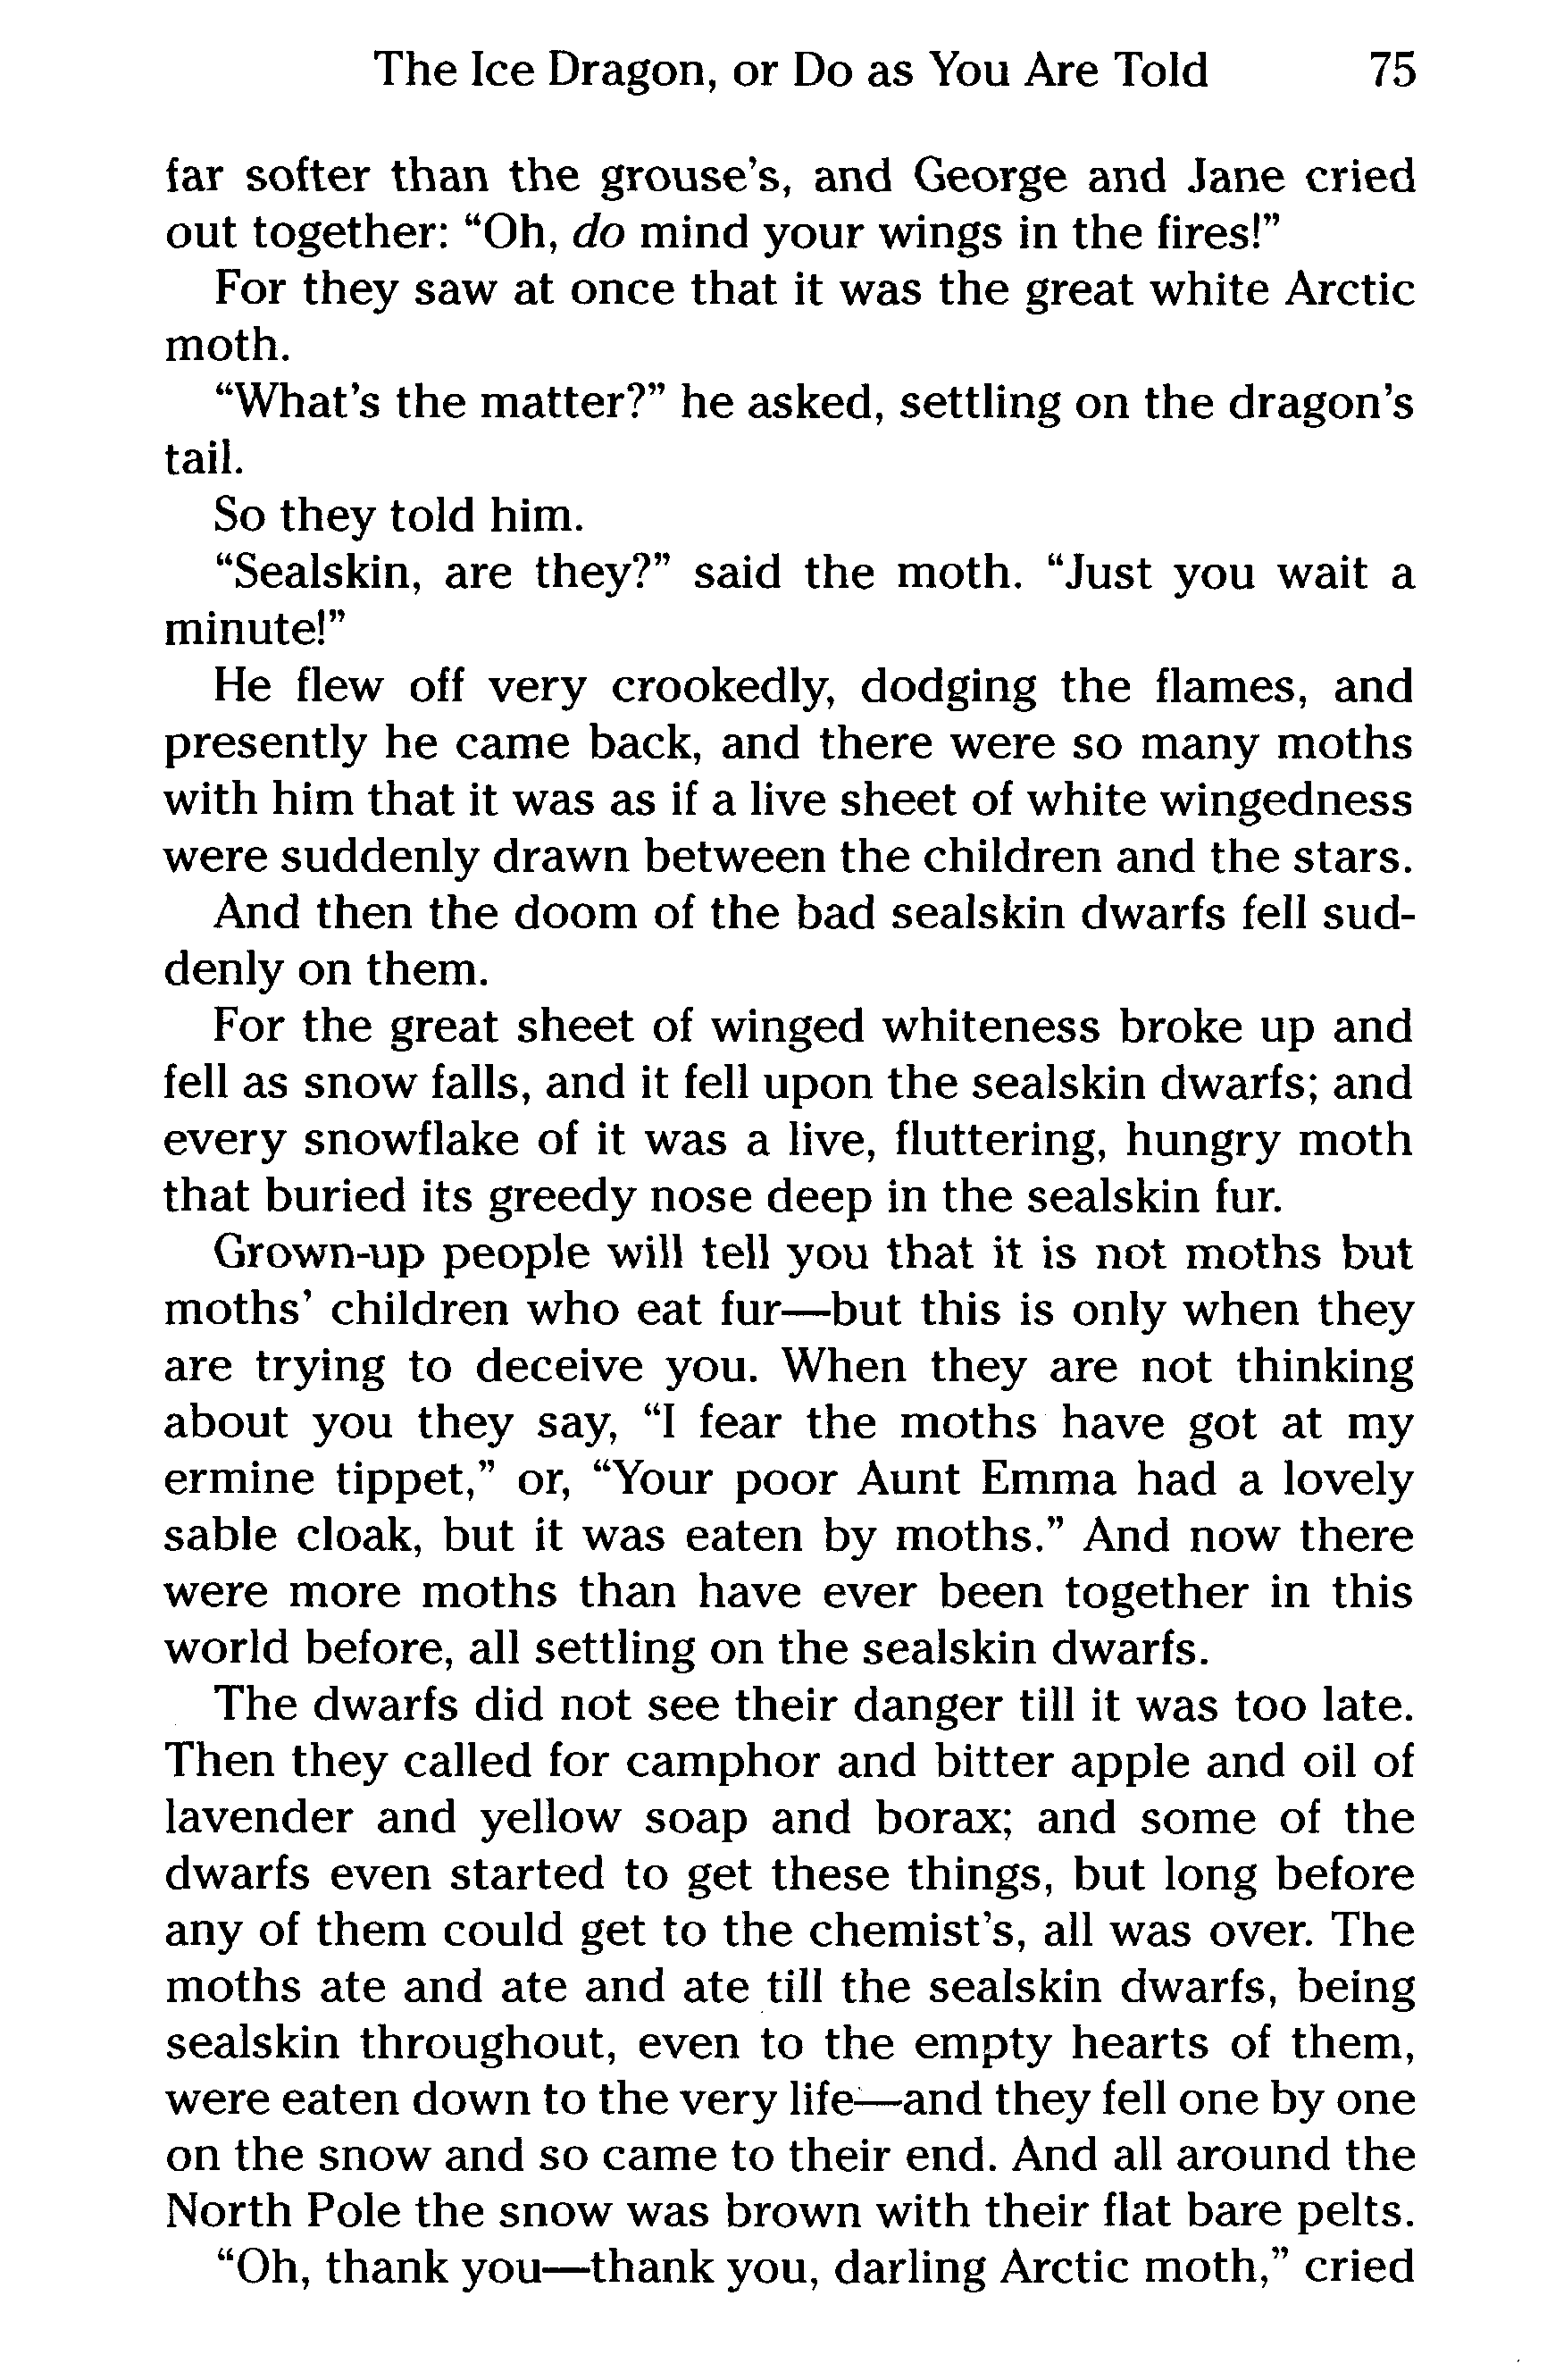 The Ice Dragon, or Do as You Are Told 75
far softer than the grouse's, and George and Jane cried
out together: “Oh, do mind your wings in the fires!”
For they saw at once that it was the great white Arctic
moth.
“What's the matter?” he asked, settling on the dragon's
tail.
So they told him.
“Sealskin, are they?” said the moth. “Just you wait a
minute!”
He flew off very crookedly, dodging the flames, and
presently he came back, and there were so many moths
with him that it was as if a live sheet of white wingedness
were suddenly drawn between the children and the stars.
And then the doom of the bad sealskin dwarfs fell sud-
denly on them.
For the great sheet of winged whiteness broke up and
fell as snow falls, and it fell upon the sealskin dwarfs; and
every snowflake of it was a live, fluttering, hungry moth
that buried its greedy nose deep in the sealskin fur.
Grown-up people will tell you that it is not moths but
moths' children who eat fur—but this is only when they
are trying to deceive you. When they are not thinking
about you they say, “I fear the moths have got at my
ermine tippet,” or, “Your poor Aunt Emma had a lovely
sable cloak, but it was eaten by moths.” And now there
were more moths than have ever been together in this
world before, all settling on the sealskin dwarfs.
The dwarfs did not see their danger till it was too late.
Then they called for camphor and bitter apple and oil of
lavender and yellow soap and borax; and some of the
dwarfs even started to get these things, but long before
any of them could get to the chemist's, all was over. The
moths ate and ate and ate till the sealskin dwarfs, being
sealskin throughout, even to the empty hearts of them,
were eaten down to the very life—and they fell one by one
on the snow and so came to their end. And all around the
North Pole the snow was brown with their flat bare pelts.
“Oh, thank you—thank you, darling Arctic moth,” cried